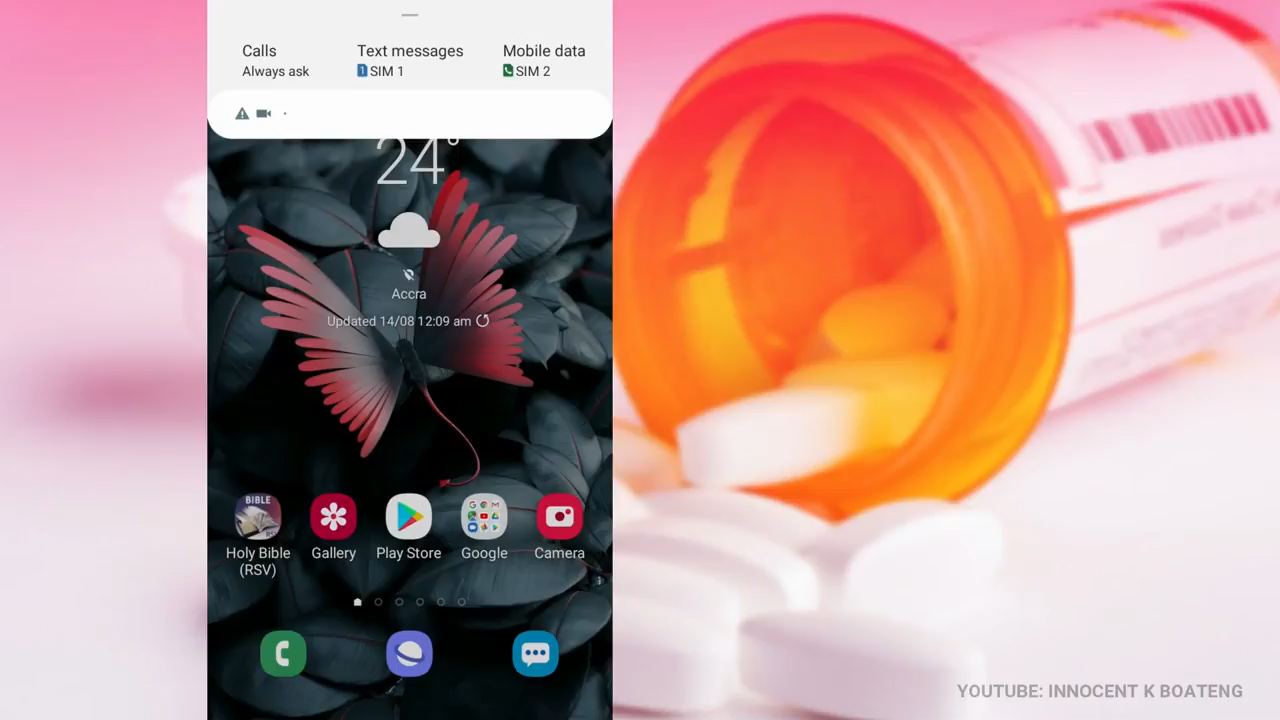 Calls
Text messages
Mobile data
Always ask
SIM 1
SIM 2
24°
Accra
Updated 14/08 12:09 am
BIBLE
Holy Bible
(RSV)
Gallery
Play Store
Google
Camera
YOUTUBE: INNOCENT K BOATENG